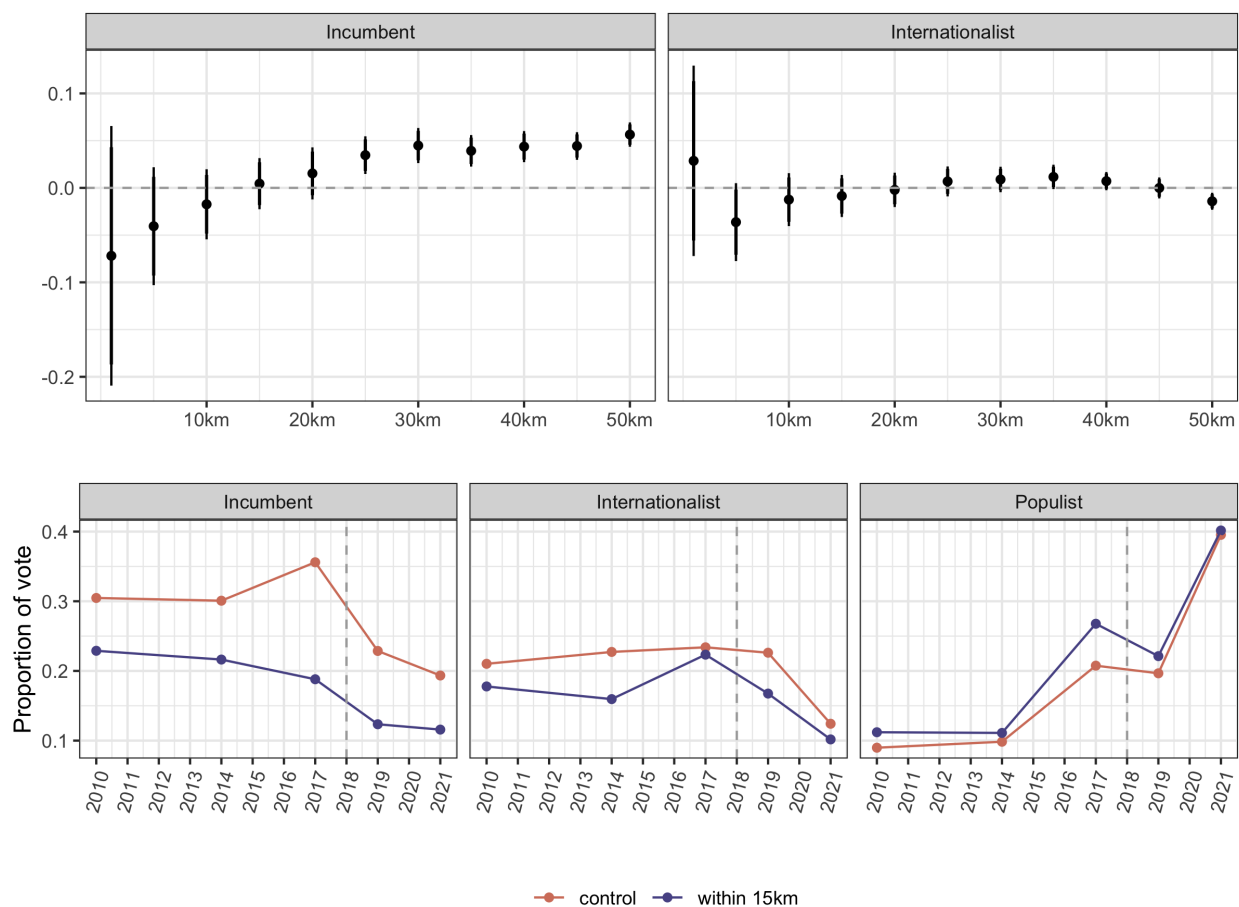 Incumbent Internationalist
0.1
0.0
-0.1
-0.2
10km 20km 30km 40km 50km 10km 20km 30km 40km 50km
Incumbent Internationalist Populist
Proportion of vote
0.4
0.3
0.2
0.1
2010 2011 2012 2013 2014 2015 2016 2017 2018 2019 2020 2021 2010 2011 2012 2013 2014 2015 2016 2017 2018 2019 2020 2021 2010 2011 2012 2013 2014 2015 2016 2017 2018 2019 2020 2021
control within 15km